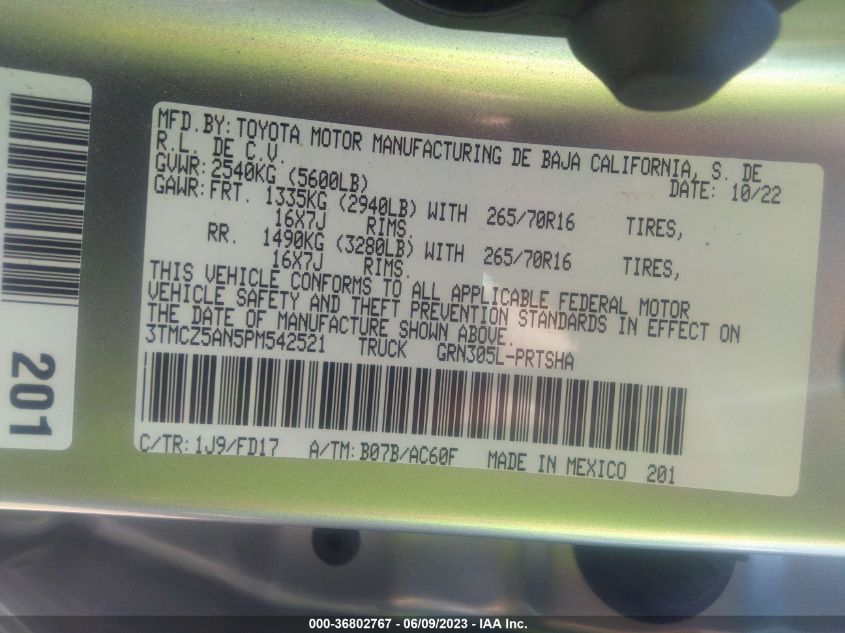 MFD. BY: TOYOTA MOTOR MANUFACTURING DE BAJA CALIFORNIA, S. DE
R. L. DE C. V. DATE: 10/22
GVWR: 2540KG (5600LB)
GAWR: FRT. 1335KG (2940LB) WITH 265/70R16 TIRES,
16X7J RIMS.
RR. 1490KG (3280LB) WITH 265/70R16 TIRES,
16X7J RIMS.
THIS VEHICLE CONFORMS TO ALL APPLICABLE FEDERAL MOTOR
VEHICLE SAFETY AND THEFT PREVENTION STANDARDS IN EFFECT ON
THE DATE OF MANUFACTURE SHOWN ABOVE.
3TMCZ5AN5PM542521 TRUCK GRN305L-PRTSHA
C/TR: 1J9/FD17 A/TM: B07B/AC60F MADE IN MEXICO 201
201
000-36802767 - 06/09/2023 - IAA Inc.